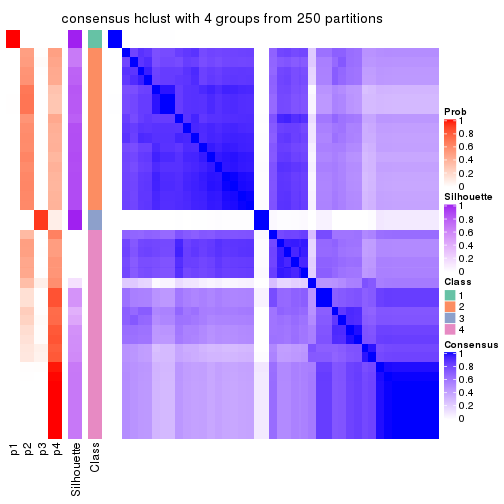 consensus hclust with 4 groups from 250 partitions
Prob
1
0.8
0.6
0.4
0.2
0
Silhouette
1
0.8
0.6
0.4
0.2
0
Class
1
2
3
4
Consensus
1
0.8
0.6
0.4
0.2
0
p1
p2
p3
p4
Silhouette
Class